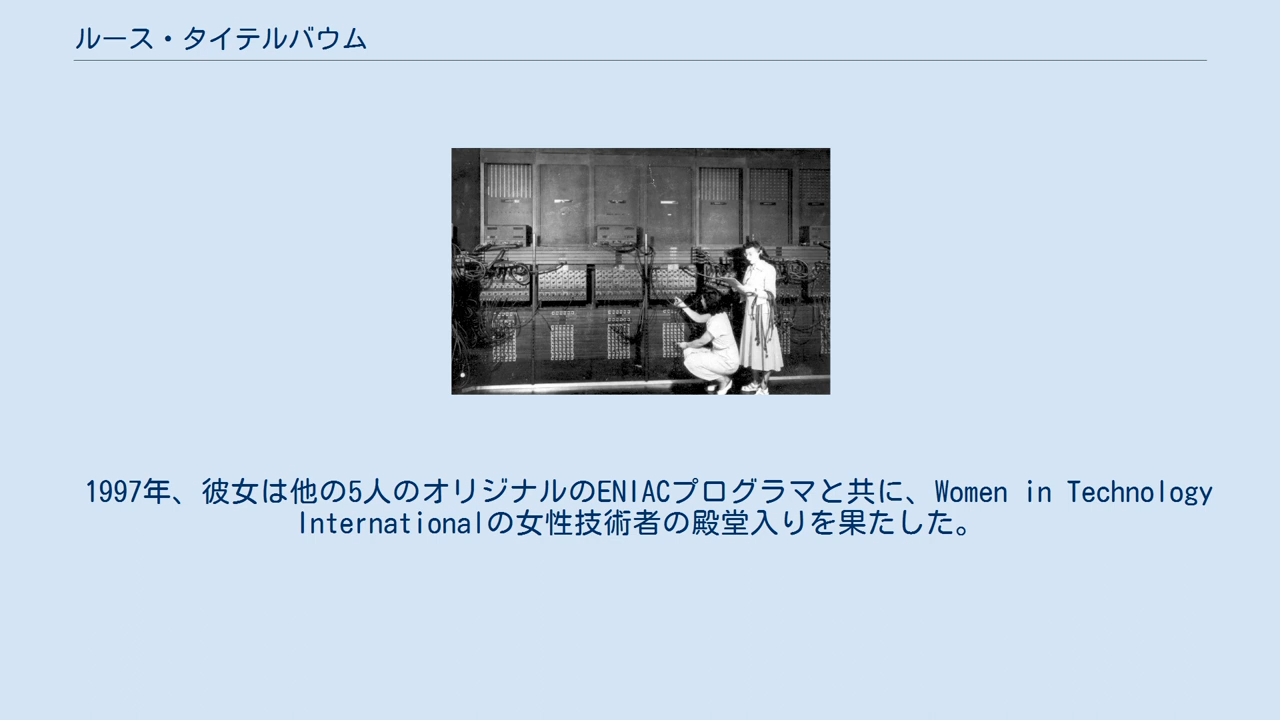 ルース・タイテルバウム
1997年、彼女は他の5人のオリジナルのENIACプログラマと共に、Women in Technology
Internationalの女性技術者の殿堂入りを果たした。